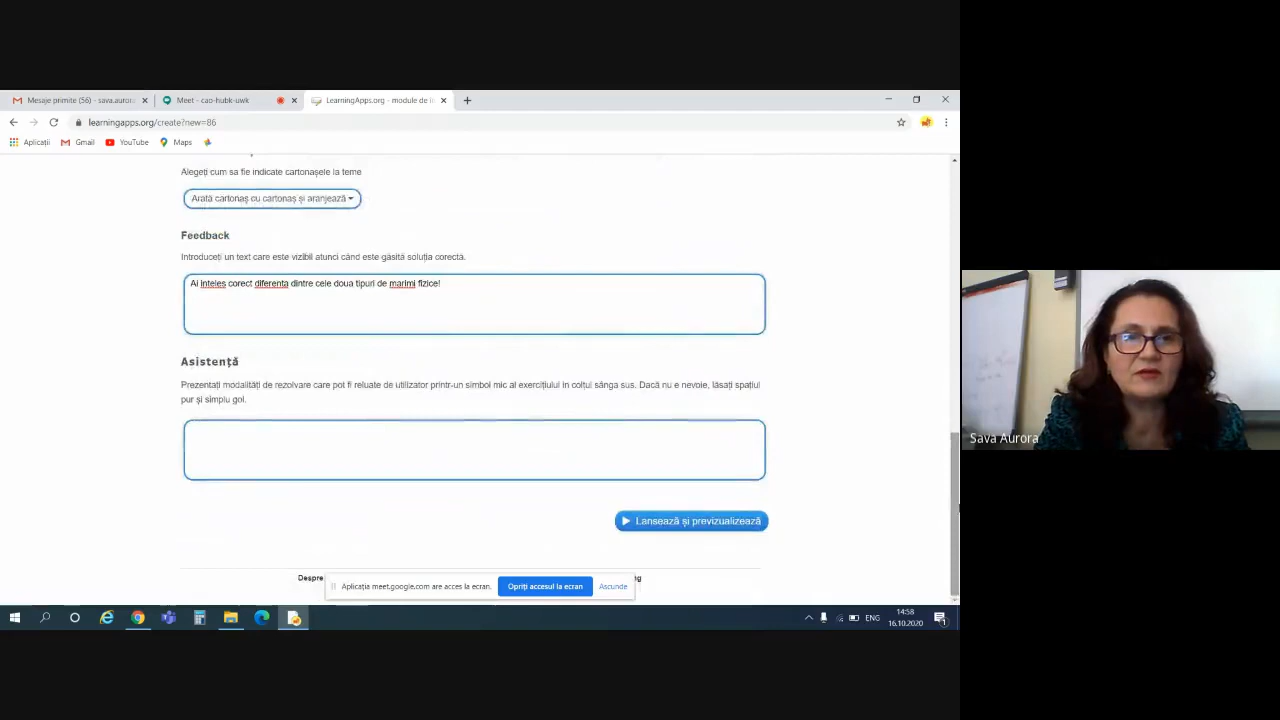 Mesaje primite (56) - sava.aurora
Meet - cao-hubk-uwk
LearningApps.org - module de în
learningapps.org/create?new=86
Aplicații
Gmail
YouTube
Maps
Alegeți cum sa fie indicate cartonașele la teme
Arată cartonaș cu cartonaș și aranjează
Feedback
Introduceți un text care este vizibil atunci când este găsită soluția corectă.
Ai inteles corect diferenta dintre cele doua tipuri de marimi fizice!
Asistență
Prezentați modalități de rezolvare care pot fi reluate de utilizator printr-un simbol mic al exercițiului in colțul sânga sus. Dacă nu e nevoie, lăsați spațiul
pur și simplu gol.
Lansează și previzualizează
Despre
Aplicația meet.google.com are acces la ecran.
Opriți accesul la ecran
Ascunde
ENG
14:58
16.10.2020
Sava Aurora